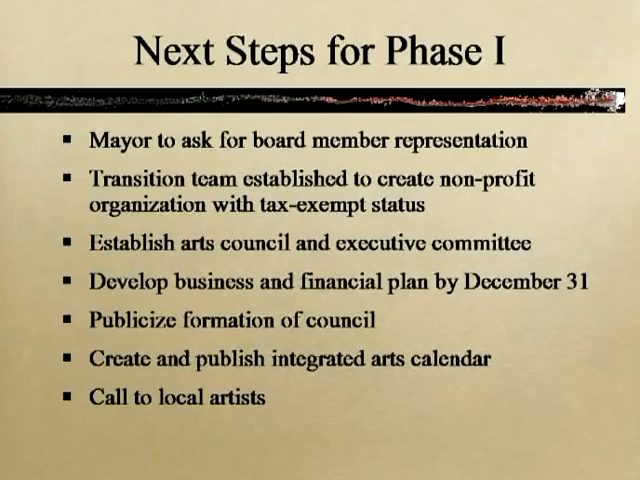 Next Steps for Phase I
▪ Mayor to ask for board member representation
▪ Transition team established to create non-profit
organization with tax-exempt status
▪ Establish arts council and executive committee
▪ Develop business and financial plan by December 31
▪ Publicize formation of council
▪ Create and publish integrated arts calendar
▪ Call to local artists